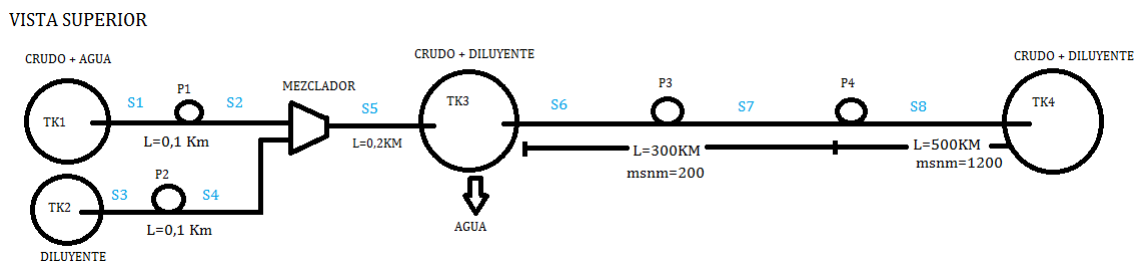 VISTA SUPERIOR
CRUDO + AGUA
CRUDO + DILUYENTE
CRUDO + DILUYENTE
P1
MEZCLADOR
P3
P4
S1
S2
S5
S6
S7
S8
TK1
TK3
TK4
L=0,1 Km
L=0,2KM
L=300KM
msnm=200
L=500KM
msnm=1200
P2
S3
S4
TK2
L=0,1 Km
AGUA
DILUYENTE